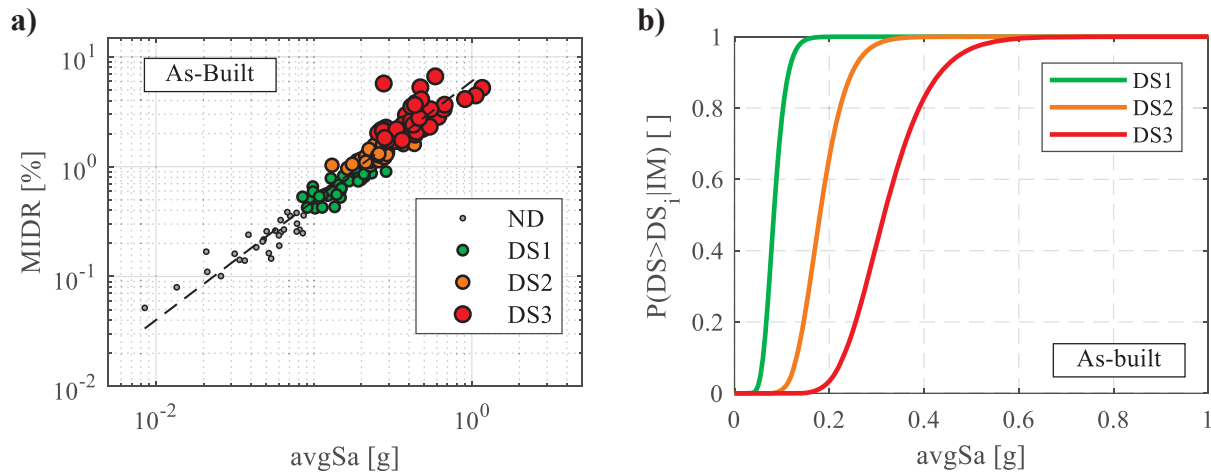 a)
As-Built
MIDR [%]
10^1
10^0
10^-1
10^-2
ND
DS1
DS2
DS3
10^-2
10^0
avgSa [g]
b)
P(DS>DS_i|IM) [ ]
1
0.8
0.6
0.4
0.2
0
DS1
DS2
DS3
As-built
0
0.2
0.4
0.6
0.8
1
avgSa [g]